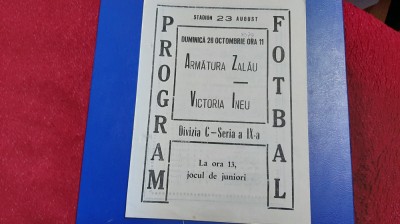 STADION 23 AUGUST
PROGRAM
DUMINICĂ 26 OCTOMBRIE ORA 11
ARMĂTURA ZALĂU
—
VICTORIA INEU
Divizia C – Seria a IX-a
La ora 13,
jocul de juniori
FOTBAL